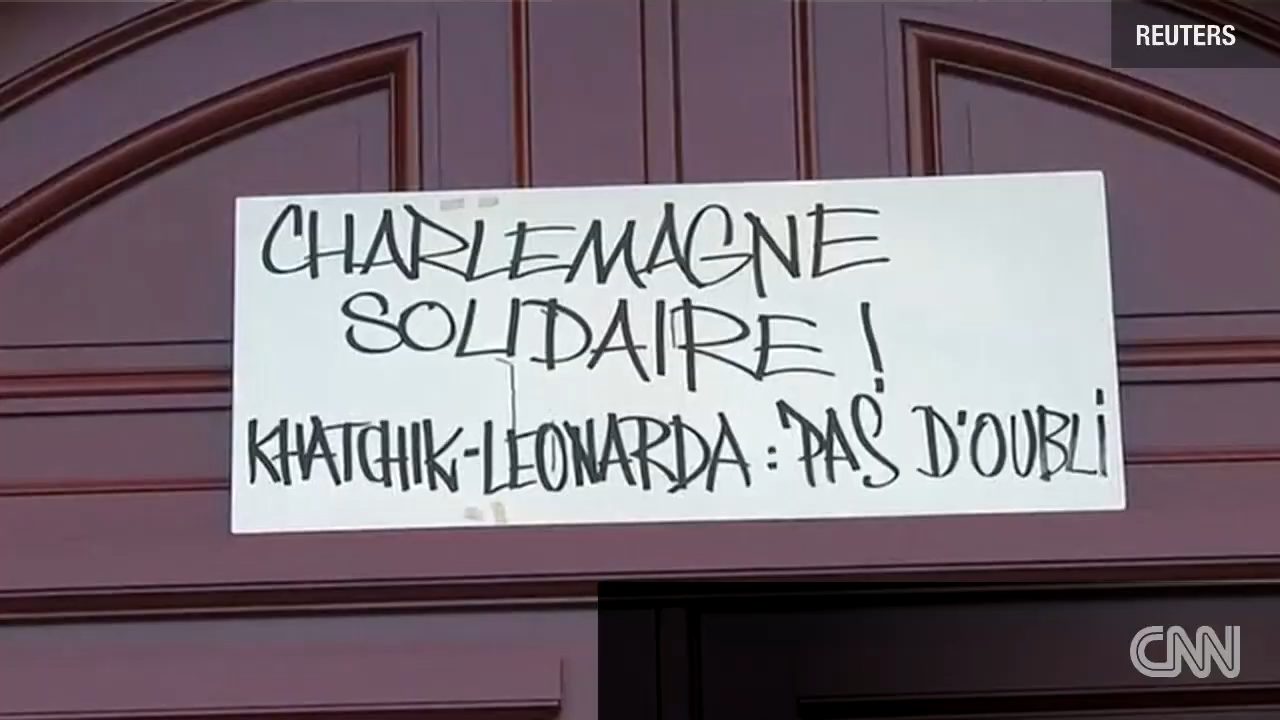 REUTERS
CHARLEMAGNE
SOLIDAIRE !
KHATCHIK-LEONARDA : PAS D'OUBLI
CNN